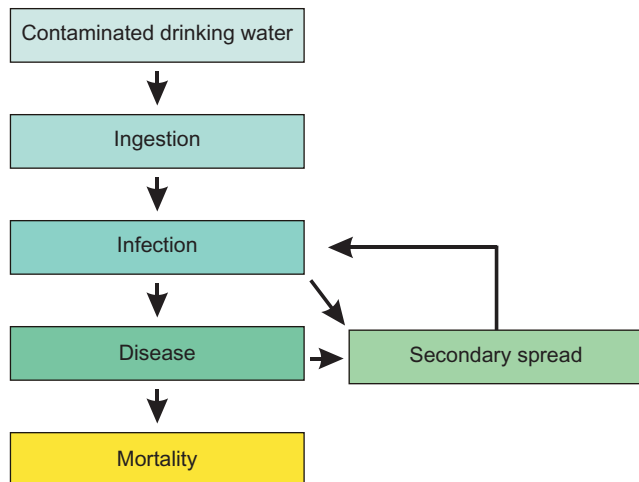 Contaminated drinking water
Ingestion
Infection
Disease
Secondary spread
Mortality